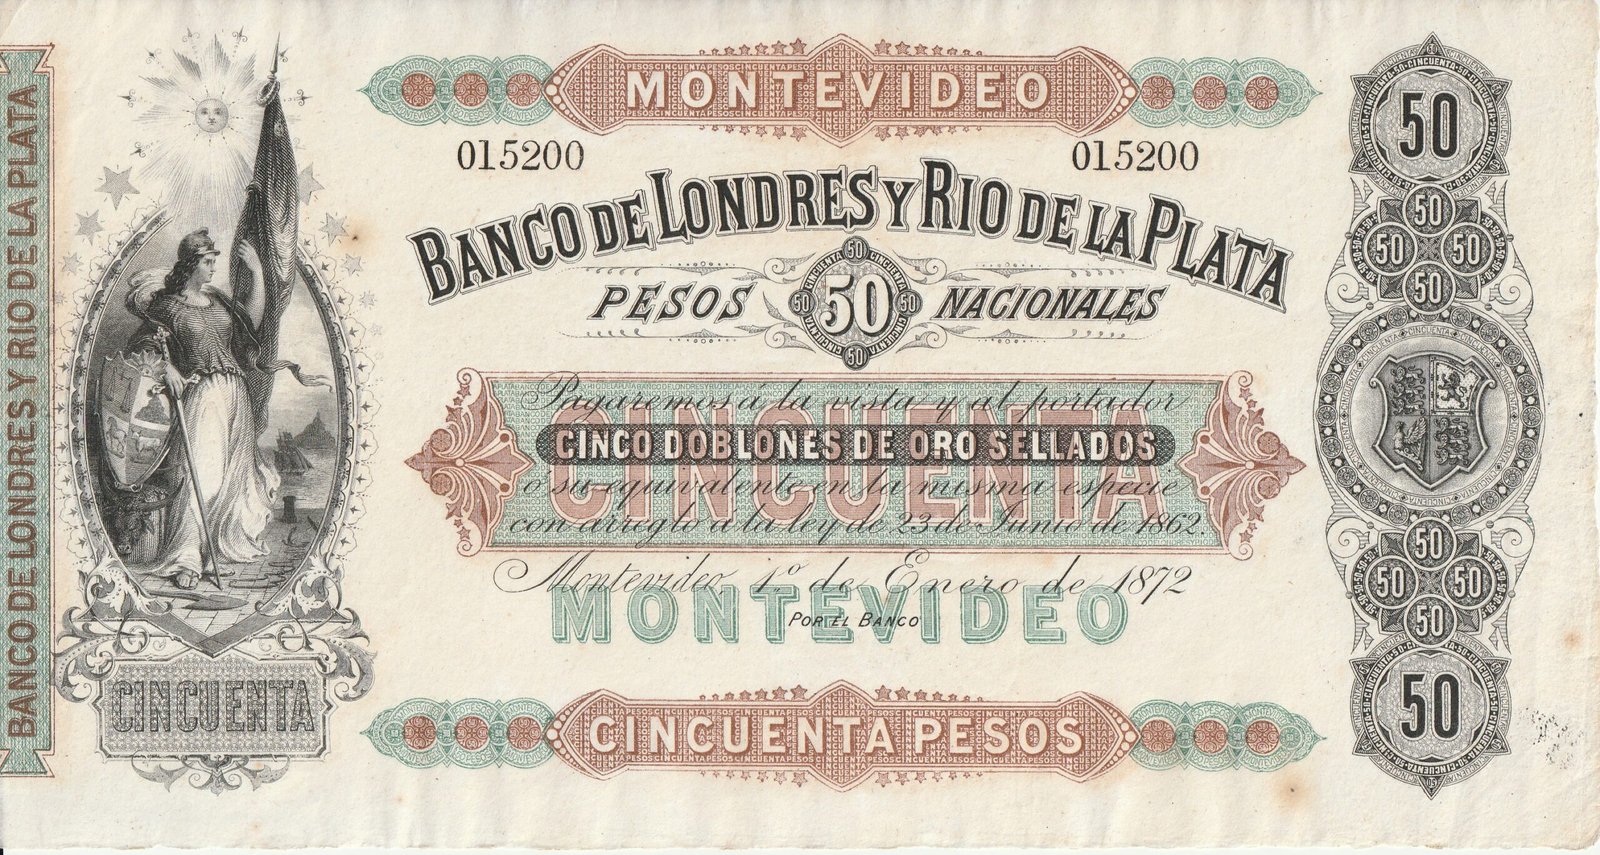 BANCO DE LONDRES Y RIO DE LA PLATA
MONTEVIDEO
015200 015200
BANCO DE LONDRES Y RIO DE LA PLATA
PESOS 50 NACIONALES
Pagaremos á la vista y al portador
CINCO DOBLONES DE ORO SELLADOS
CINCUENTA
o su equivalente en la misma especie
con arreglo a la ley de 23 de Junio de 1862.
Montevideo, 1.º de Enero de 1872
MONTEVIDEO
POR EL BANCO
CINCUENTA
CINCUENTA PESOS
50
50
50 50
50
50
50 50
50
50